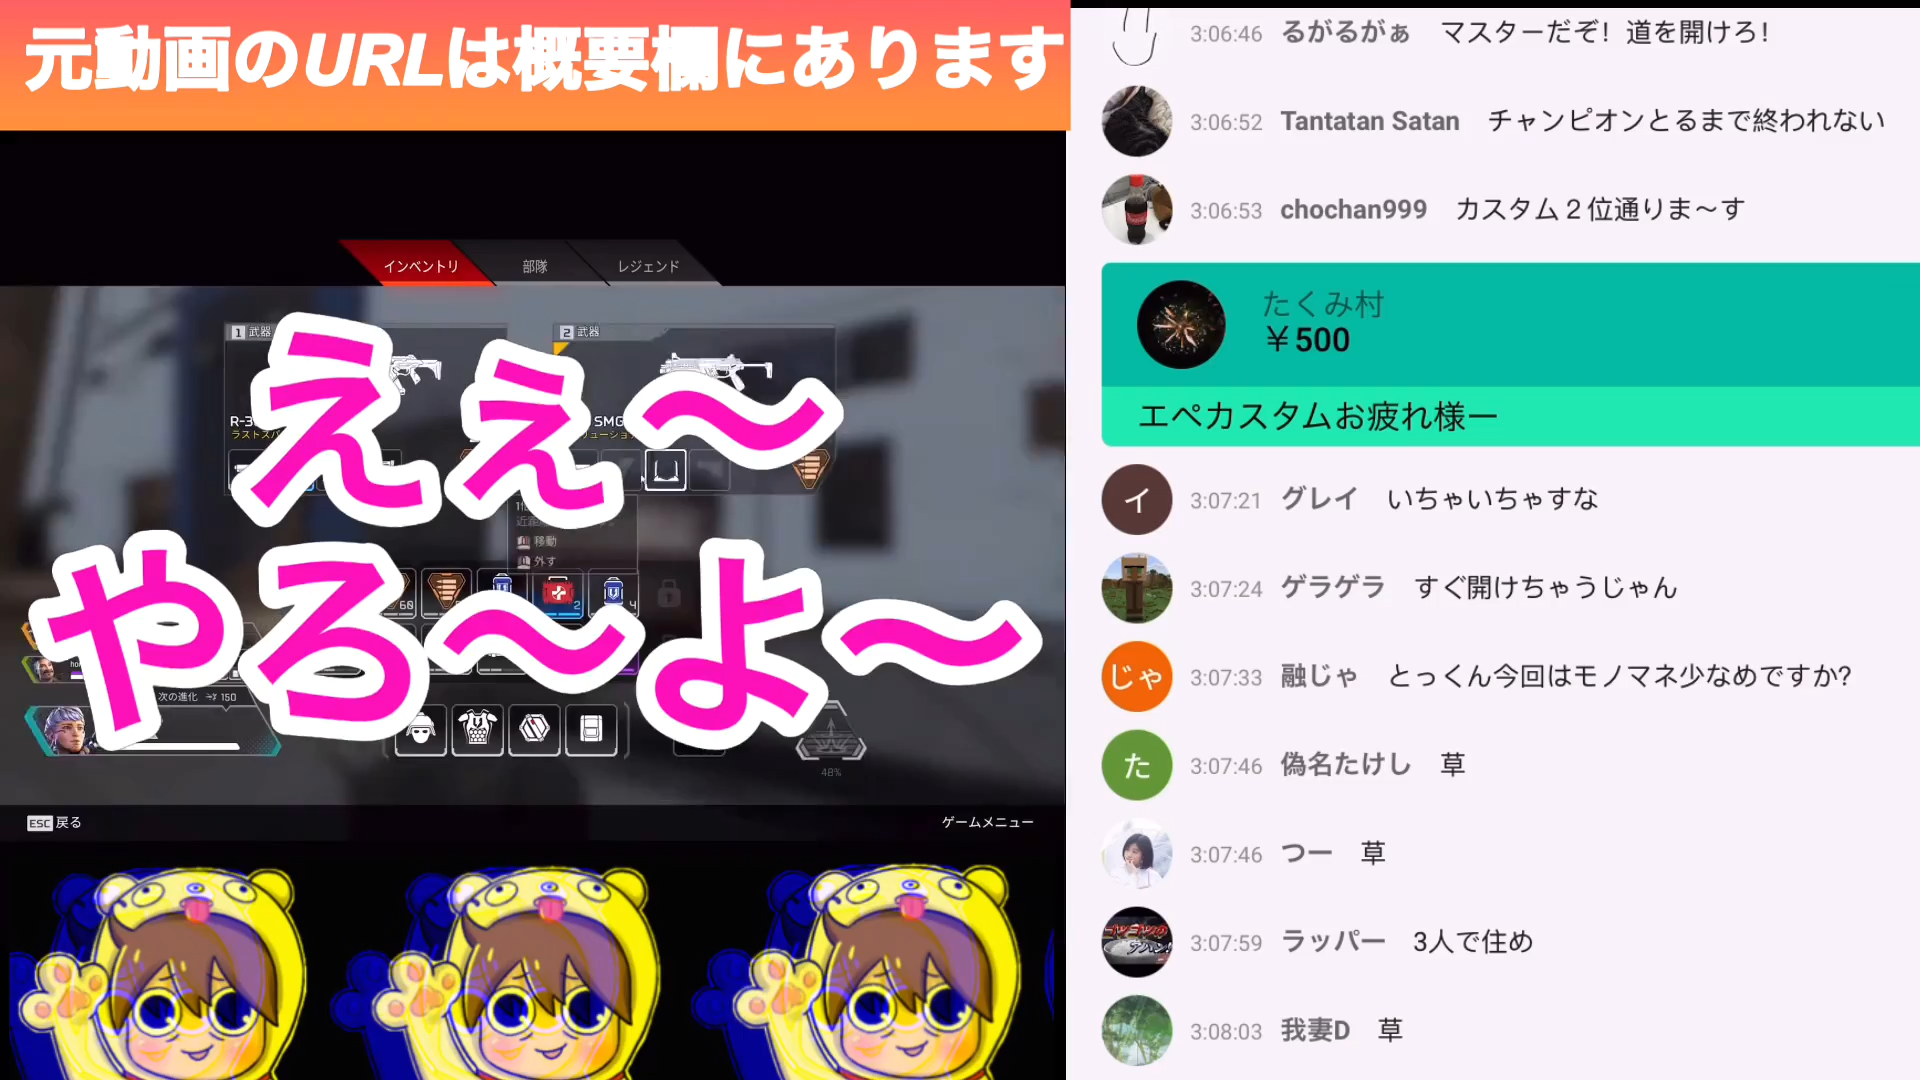 元動画のURLは概要欄にあります
インベントリ
部隊
レジェンド
1 武器
2 武器
ええ〜
やろ〜よ〜
SMG
移動
外す
60
2
4
次の進化
150
48%
ESC 戻る
ゲームメニュー
3:06:46 るがるがぁ マスターだぞ！道を開けろ！
3:06:52 Tantatan Satan チャンピオンとるまで終われない
3:06:53 chochan999 カスタム２位通りま〜す
たくみ村
￥500
エペカスタムお疲れ様ー
イ
3:07:21 グレイ いちゃいちゃすな
3:07:24 ゲラゲラ すぐ開けちゃうじゃん
じゃ
3:07:33 融じゃ とっくん今回はモノマネ少なめですか?
た
3:07:46 偽名たけし 草
3:07:46 つー 草
3:07:59 ラッパー 3人で住め
3:08:03 我妻D 草